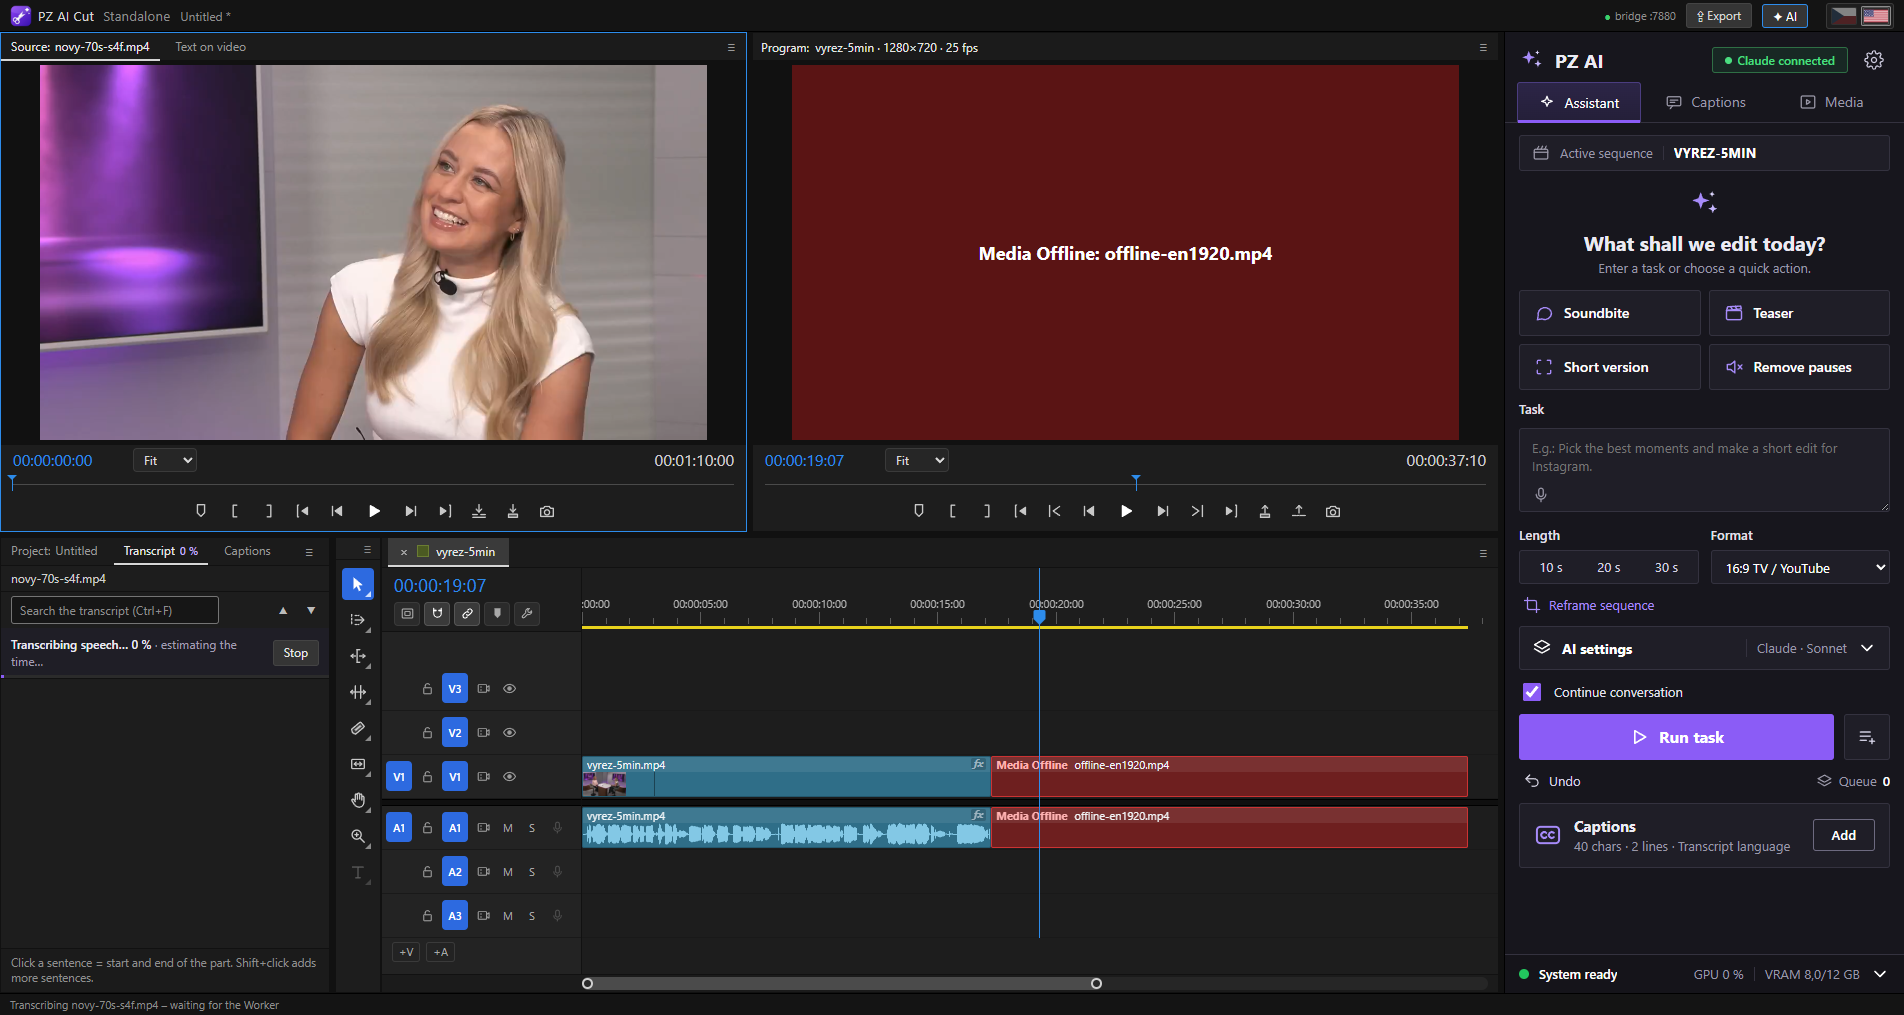 PZ AI Cut Standalone Untitled *
bridge :7880 Export AI
Source: novy-70s-s4f.mp4 Text on video
Program: vyrez-5min · 1280×720 · 25 fps
Media Offline: offline-en1920.mp4
00:00:00:00 Fit 00:01:10:00
00:00:19:07 Fit 00:00:37:10
Project: Untitled Transcript 0 % Captions
novy-70s-s4f.mp4
Search the transcript (Ctrl+F)
Transcribing speech... 0 % · estimating the
time...
Stop
Click a sentence = start and end of the part. Shift+click adds
more sentences.
× vyrez-5min
00:00:19:07
:00:00 00:00:05:00 00:00:10:00 00:00:15:00 00:00:20:00 00:00:25:00 00:00:30:00 00:00:35:00
V3
V2
V1 V1
vyrez-5min.mp4 fx Media Offline offline-en1920.mp4
A1 A1 M S
vyrez-5min.mp4 fx Media Offline offline-en1920.mp4
A2 M S
A3 M S
+V +A
PZ AI
Claude connected
Assistant Captions Media
Active sequence VYREZ-5MIN
What shall we edit today?
Enter a task or choose a quick action.
Soundbite Teaser
Short version Remove pauses
Task
E.g.: Pick the best moments and make a short edit for
Instagram.
Length Format
10 s 20 s 30 s 16:9 TV / YouTube
Reframe sequence
AI settings Claude · Sonnet
Continue conversation
Run task
Undo Queue 0
CC Captions
40 chars · 2 lines · Transcript language
Add
System ready GPU 0 % VRAM 8,0/12 GB
Transcribing novy-70s-s4f.mp4 – waiting for the Worker